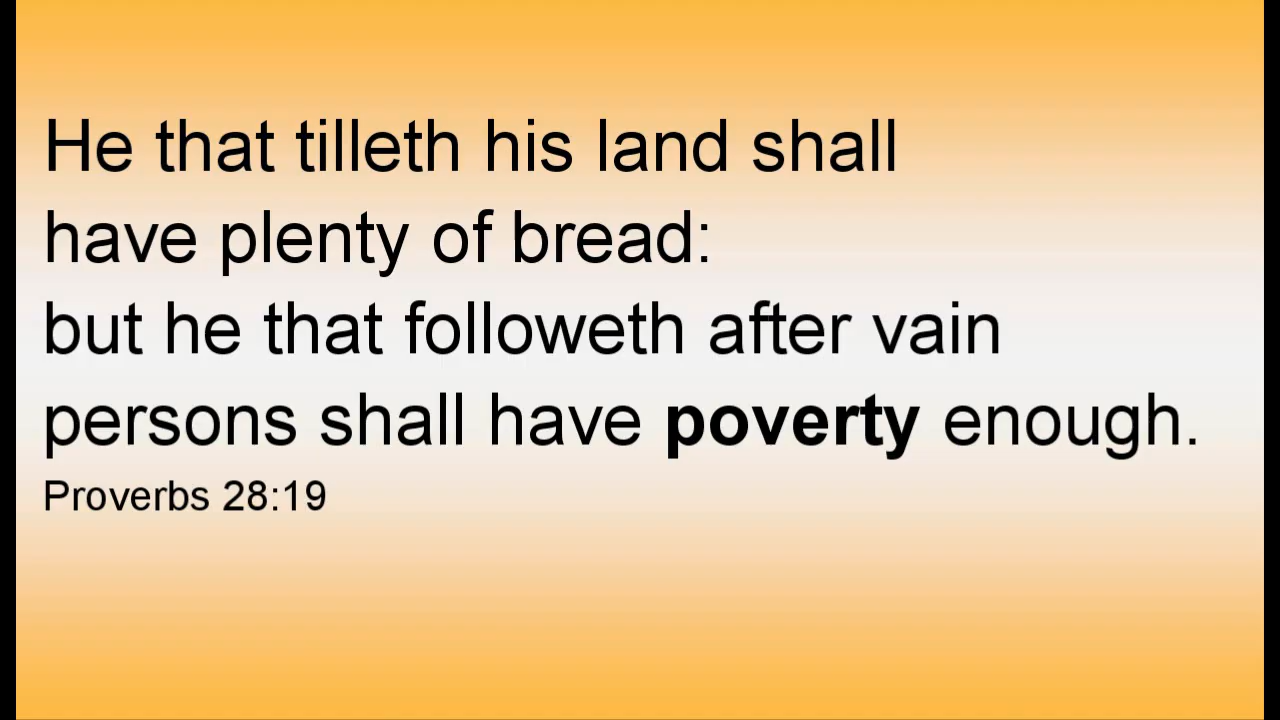 He that tilleth his land shall
have plenty of bread:
but he that followeth after vain
persons shall have poverty enough.
Proverbs 28:19